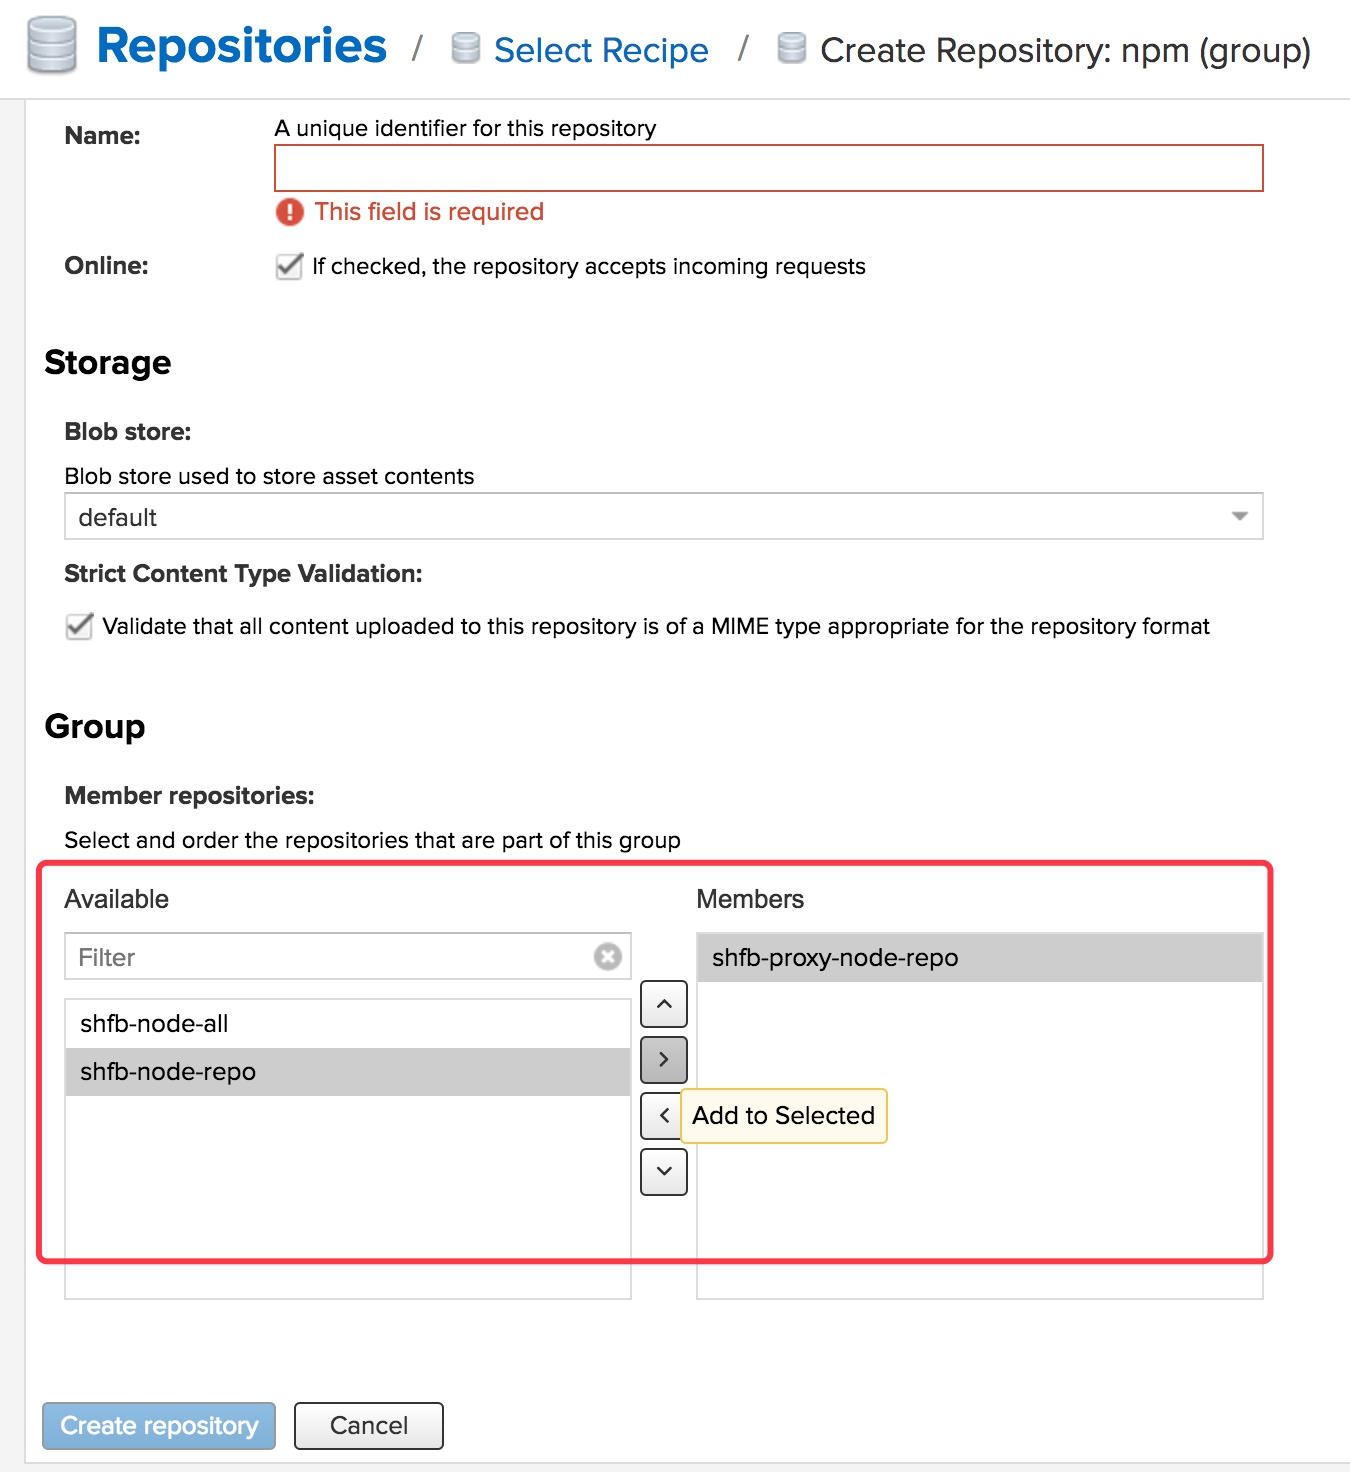 Repositories / Select Recipe / Create Repository: npm (group)
Name:
A unique identifier for this repository
This field is required
Online:
If checked, the repository accepts incoming requests
Storage
Blob store:
Blob store used to store asset contents
default
Strict Content Type Validation:
Validate that all content uploaded to this repository is of a MIME type appropriate for the repository format
Group
Member repositories:
Select and order the repositories that are part of this group
Available
Members
Filter
shfb-proxy-node-repo
shfb-node-all
shfb-node-repo
Add to Selected
Create repository
Cancel